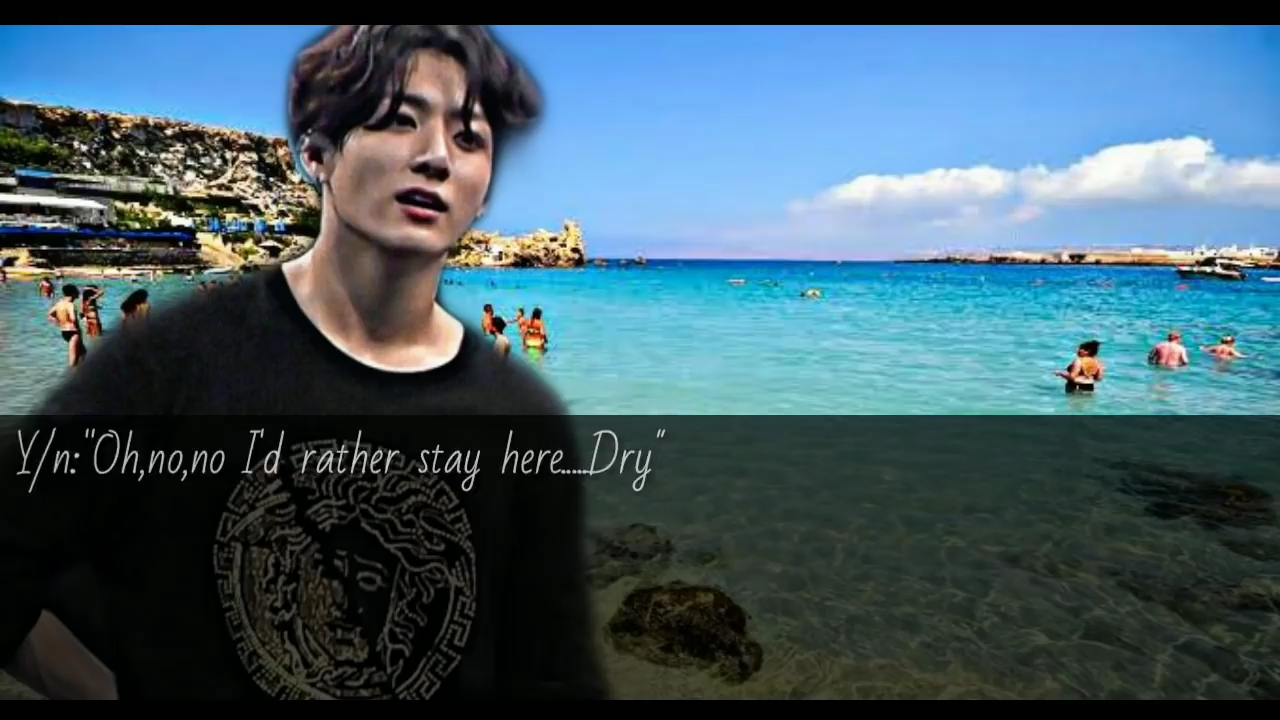 Y/n:"Oh,no,no I'd rather stay here.....Dry"